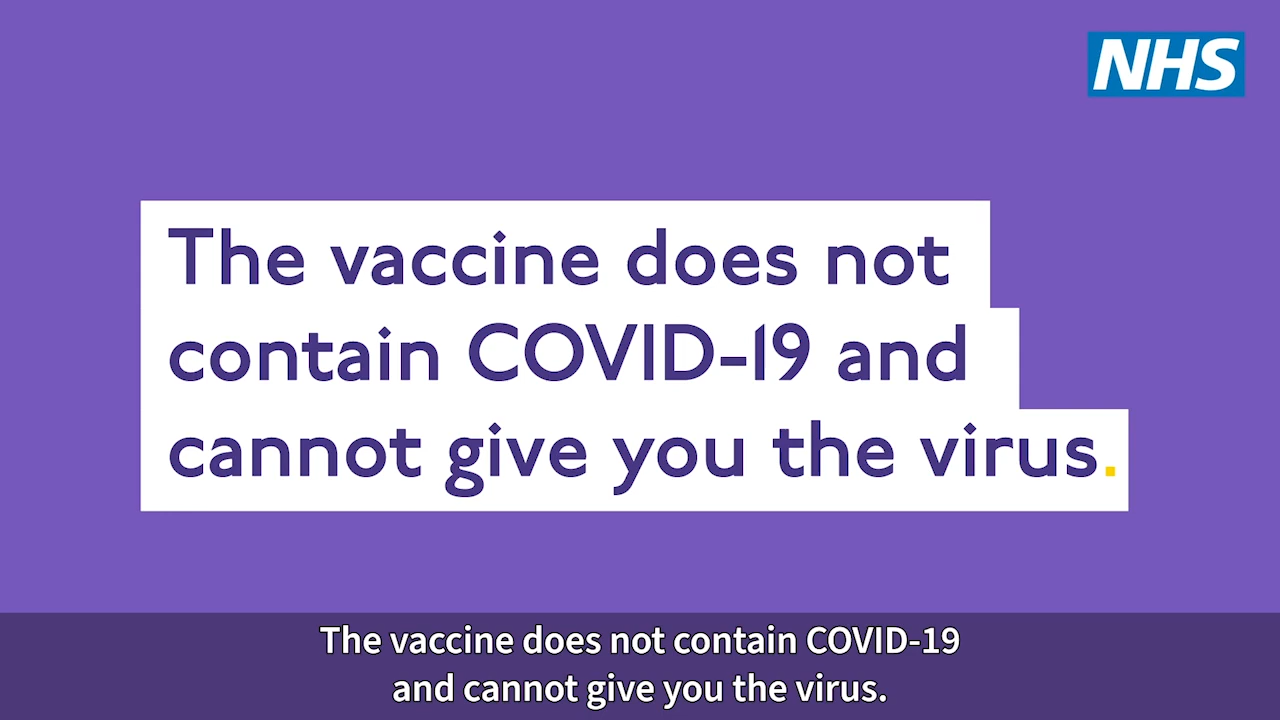 NHS
The vaccine does not
contain COVID-19 and
cannot give you the virus.
The vaccine does not contain COVID-19
and cannot give you the virus.